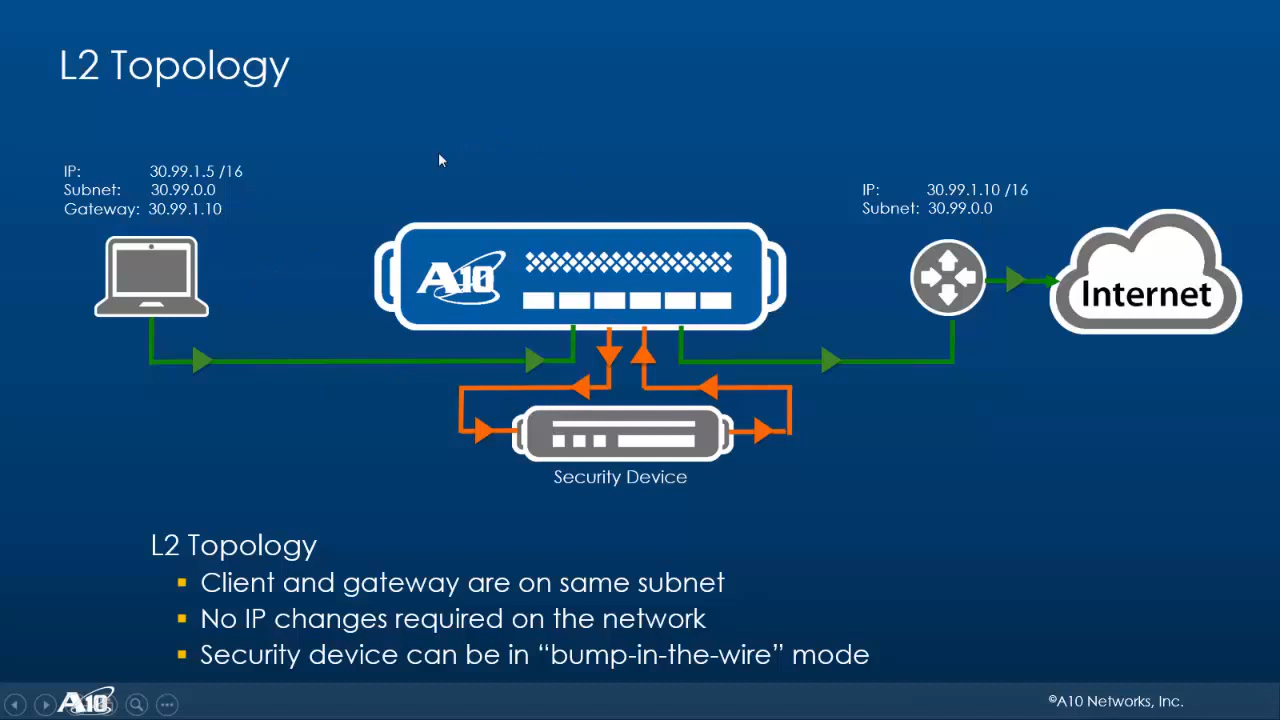 L2 Topology
IP: 30.99.1.5 /16
Subnet: 30.99.0.0
Gateway: 30.99.1.10
IP: 30.99.1.10 /16
Subnet: 30.99.0.0
A10
Internet
Security Device
L2 Topology
Client and gateway are on same subnet
No IP changes required on the network
Security device can be in “bump-in-the-wire” mode
A10
©A10 Networks, Inc.